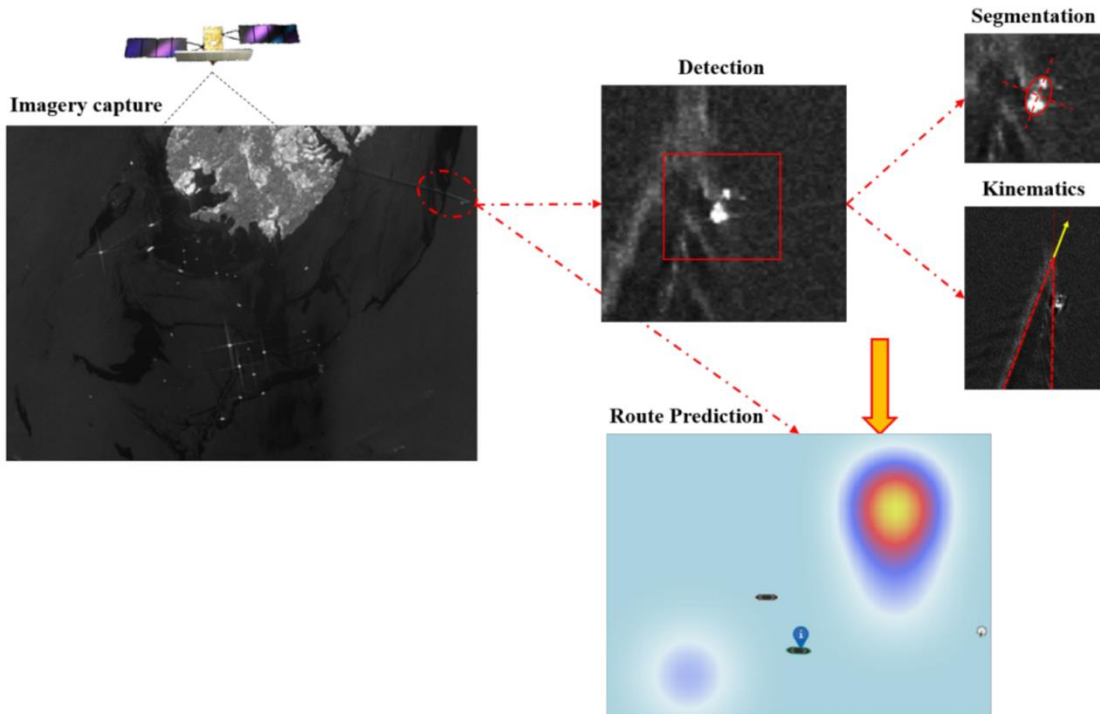 Imagery capture
Detection
Segmentation
Kinematics
Route Prediction
i